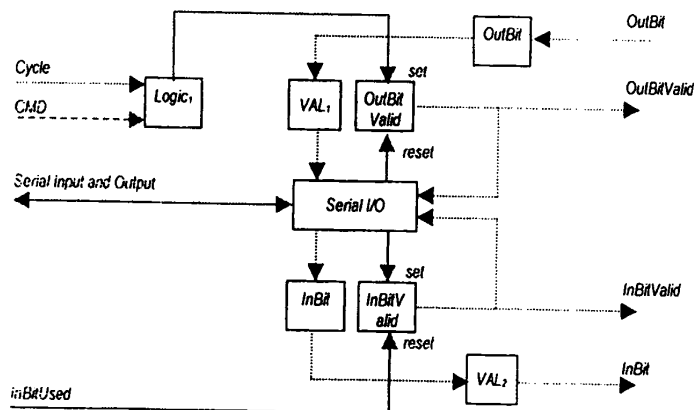 OutBit
OutBit
Cycle
set
Logic₁
VAL₁
OutBit
Valid
OutBitValid
CMD
reset
Serial Input and Output
Serial I/O
set
InBit
InBitV
alid
InBitValid
reset
VAL₂
InBit
inBitUsed